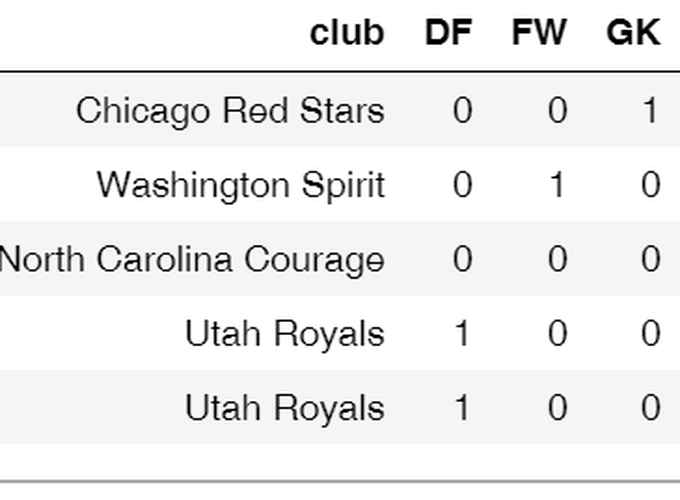 club DF FW GK
Chicago Red Stars 0 0 1
Washington Spirit 0 1 0
North Carolina Courage 0 0 0
Utah Royals 1 0 0
Utah Royals 1 0 0